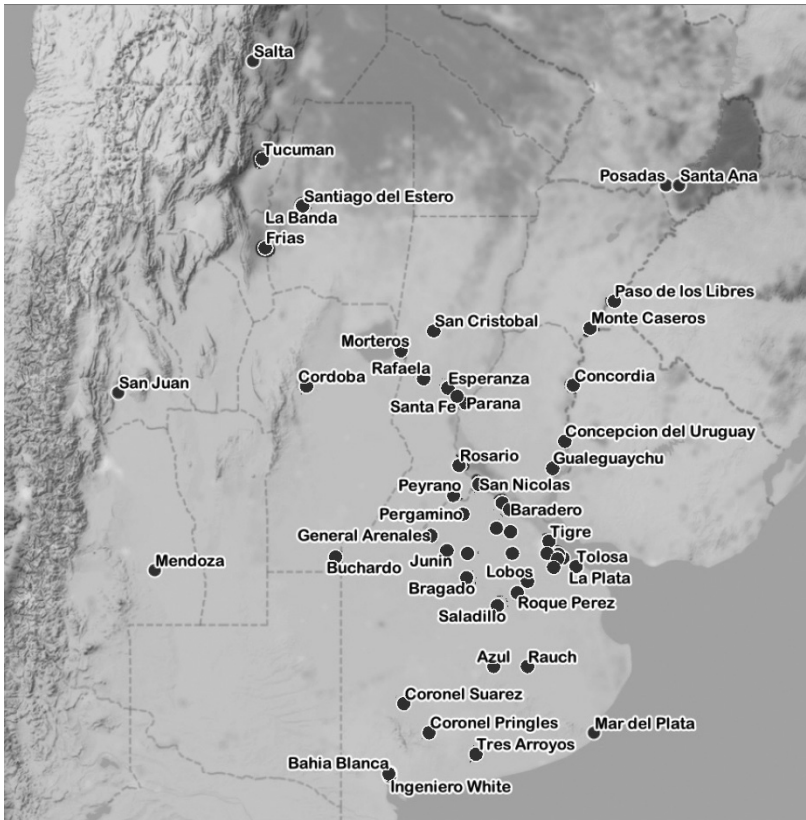 Salta
Tucuman
Posadas
Santa Ana
Santiago del Estero
La Banda
Frias
Paso de los Libres
Monte Caseros
San Cristobal
Morteros
Rafaela
San Juan
Cordoba
Esperanza
Concordia
Santa Fe
Parana
Concepcion del Uruguay
Rosario
Gualeguaychu
Peyrano
San Nicolas
Pergamino
Baradero
General Arenales
Tigre
Mendoza
Buchardo
Junin
Tolosa
Lobos
La Plata
Bragado
Roque Perez
Saladillo
Azul
Rauch
Coronel Suarez
Coronel Pringles
Mar del Plata
Tres Arroyos
Bahia Blanca
Ingeniero White